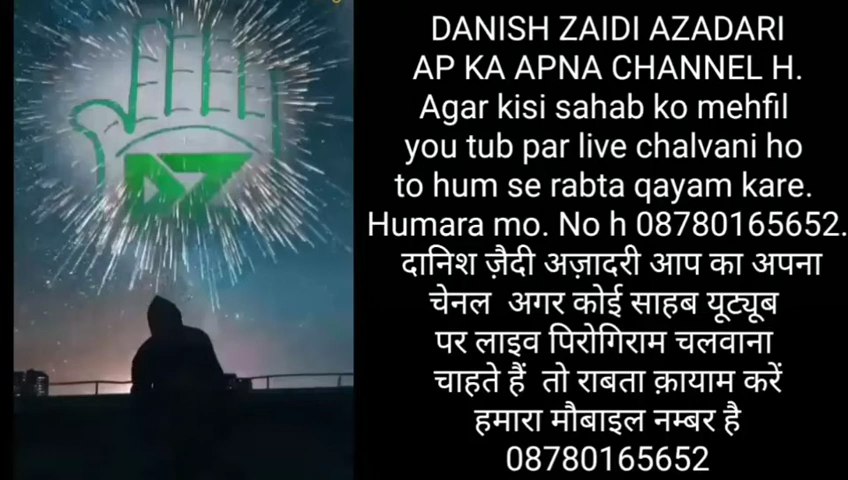 DZ
DANISH ZAIDI AZADARI
AP KA APNA CHANNEL H.
Agar kisi sahab ko mehfil
you tub par live chalvani ho
to hum se rabta qayam kare.
Humara mo. No h 08780165652.
दानिश ज़ैदी अज़ादरी आप का अपना
चेनल अगर कोई साहब यूट्यूब
पर लाइव पिरोगिराम चलवाना
चाहते हैं तो राबता क़ायाम करें
हमारा मौबाइल नम्बर है
08780165652